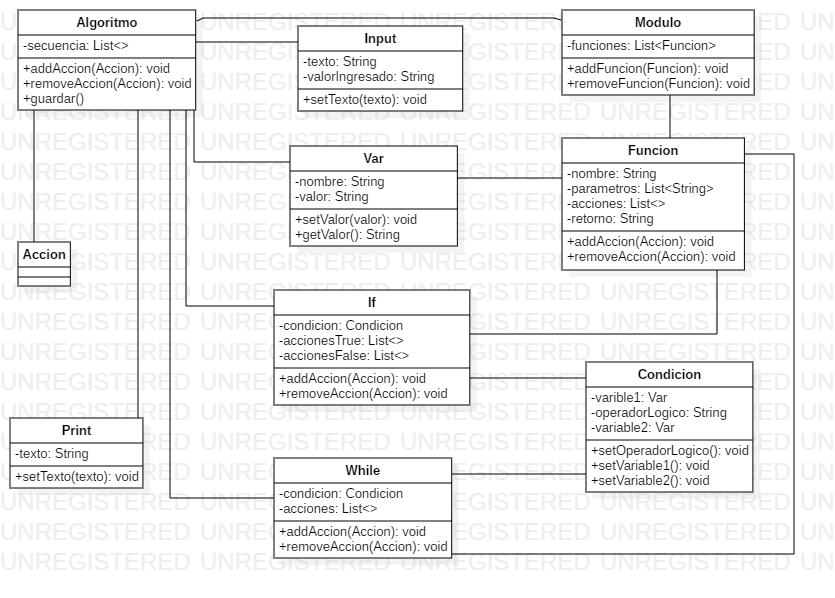 Algoritmo
-secuencia: List<>
+addAccion(Accion): void
+removeAccion(Accion): void
+guardar()
Input
-texto: String
-valorIngresado: String
+setTexto(texto): void
Modulo
-funciones: List<Funcion>
+addFuncion(Funcion): void
+removeFuncion(Funcion): void
Var
-nombre: String
-valor: String
+setValor(valor): void
+getValor(): String
Funcion
-nombre: String
-parametros: List<String>
-acciones: List<>
-retorno: String
+addAccion(Accion): void
+removeAccion(Accion): void
Accion
If
-condicion: Condicion
-accionesTrue: List<>
-accionesFalse: List<>
+addAccion(Accion): void
+removeAccion(Accion): void
Condicion
-varible1: Var
-operadorLogico: String
-variable2: Var
+setOperadorLogico(): void
+setVariable1(): void
+setVariable2(): void
Print
-texto: String
+setTexto(texto): void
While
-condicion: Condicion
-acciones: List<>
+addAccion(Accion): void
+removeAccion(Accion): void
UNREGISTERED